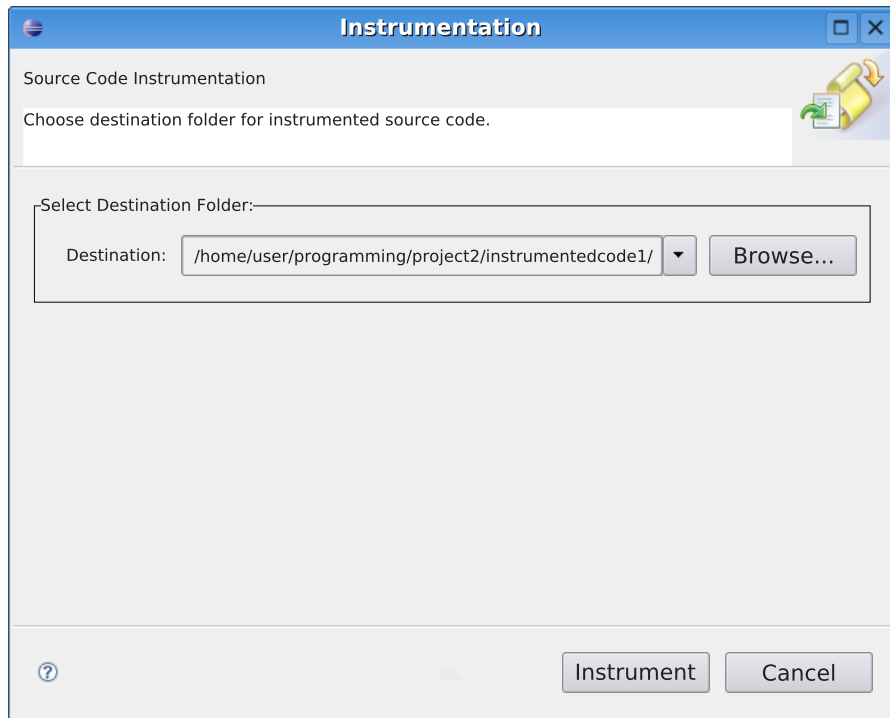 Instrumentation
Source Code Instrumentation
Choose destination folder for instrumented source code.
Select Destination Folder:
Destination: /home/user/programming/project2/instrumentedcode1/ Browse...
? Instrument Cancel